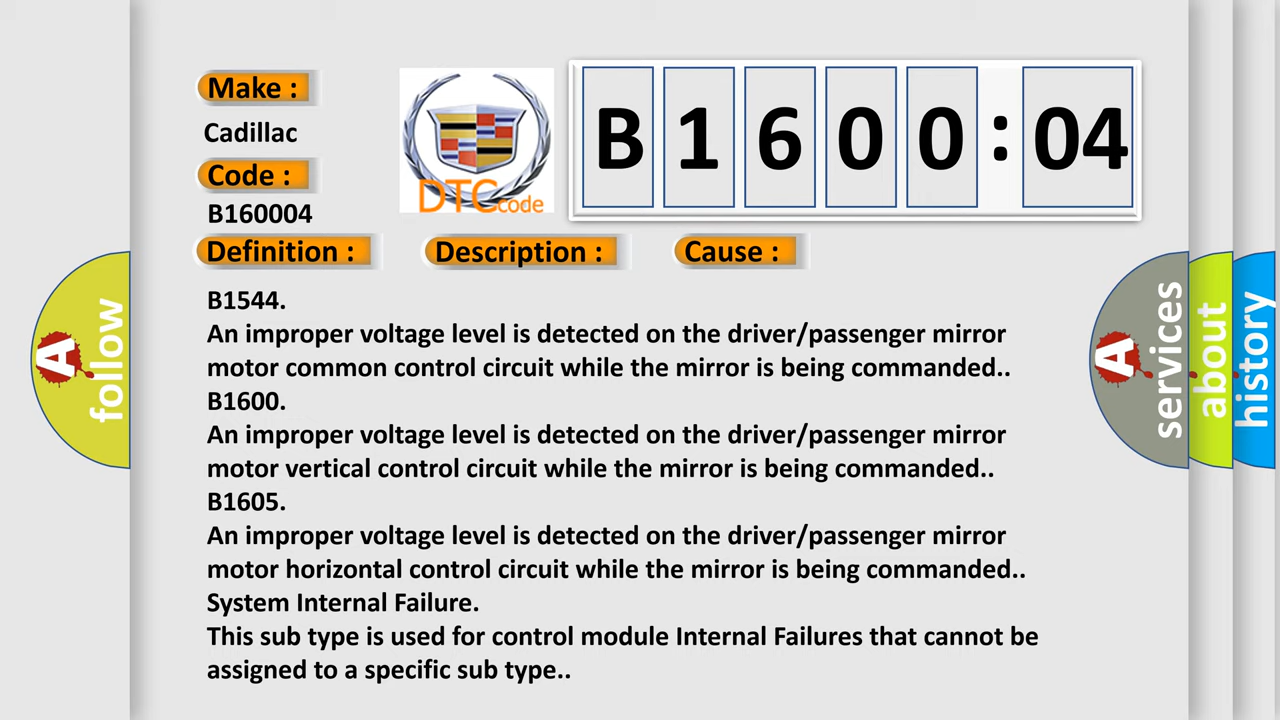 Make :
Cadillac
Code :
B160004
DTCcode
B1600:04
Definition :
Description :
Cause :
B1544.
An improper voltage level is detected on the driver/passenger mirror
motor common control circuit while the mirror is being commanded..
B1600.
An improper voltage level is detected on the driver/passenger mirror
motor vertical control circuit while the mirror is being commanded..
B1605.
An improper voltage level is detected on the driver/passenger mirror
motor horizontal control circuit while the mirror is being commanded..
System Internal Failure.
This sub type is used for control module Internal Failures that cannot be
assigned to a specific sub type..
A
follow
A
services
about
history